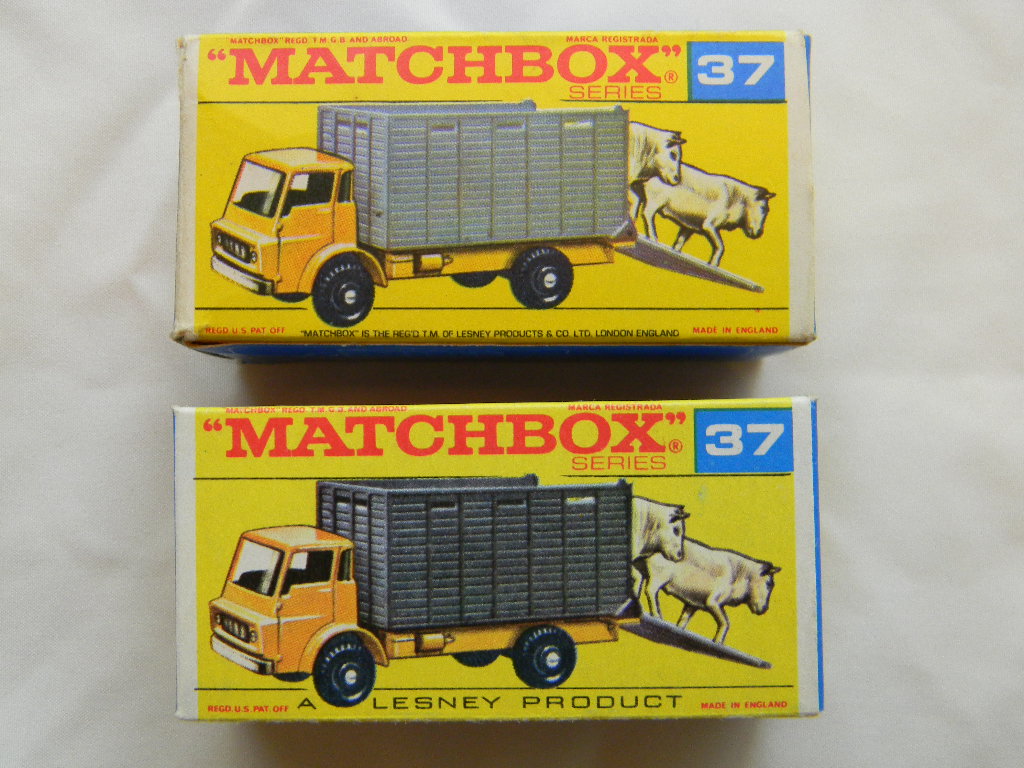 "MATCHBOX" REGD. T.M. G.B. AND ABROAD MARCA REGISTRADA
"MATCHBOX"® 37
SERIES
REGD. U.S. PAT. OFF "MATCHBOX" IS THE REG'D T.M. OF LESNEY PRODUCTS & CO. LTD. LONDON ENGLAND MADE IN ENGLAND
"MATCHBOX" REGD. T.M. G.B. AND ABROAD MARCA REGISTRADA
"MATCHBOX"® 37
SERIES
A LESNEY PRODUCT
REGD. U.S. PAT. OFF MADE IN ENGLAND